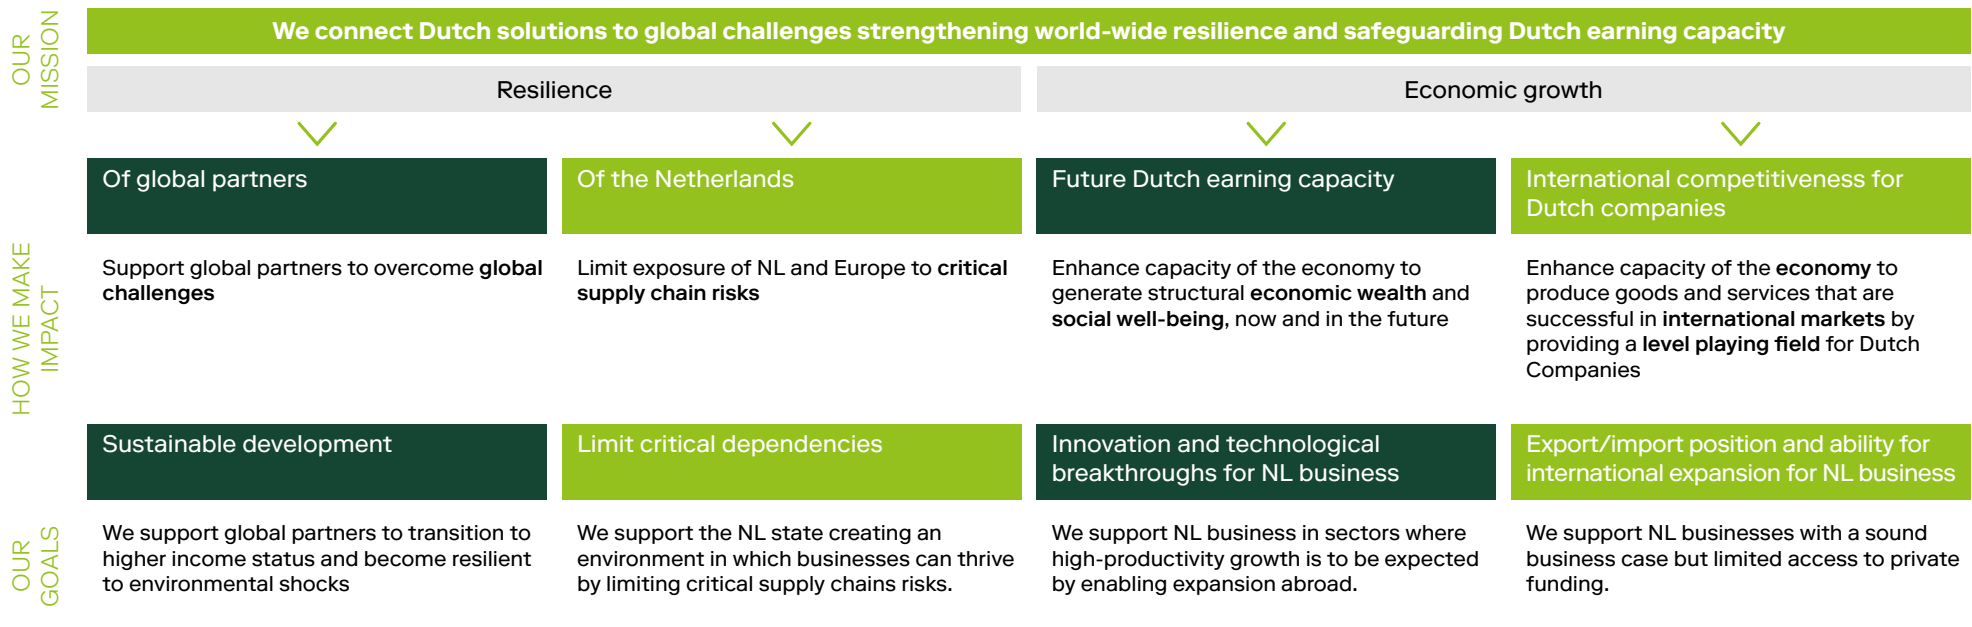 OUR
MISSION
We connect Dutch solutions to global challenges strengthening world-wide resilience and safeguarding Dutch earning capacity
Resilience
Economic growth
HOW WE MAKE
IMPACT
Of global partners
Support global partners to overcome global
challenges
Of the Netherlands
Limit exposure of NL and Europe to critical
supply chain risks
Future Dutch earning capacity
Enhance capacity of the economy to
generate structural economic wealth and
social well-being, now and in the future
International competitiveness for
Dutch companies
Enhance capacity of the economy to
produce goods and services that are
successful in international markets by
providing a level playing field for Dutch
Companies
OUR
GOALS
Sustainable development
We support global partners to transition to
higher income status and become resilient
to environmental shocks
Limit critical dependencies
We support the NL state creating an
environment in which businesses can thrive
by limiting critical supply chains risks.
Innovation and technological
breakthroughs for NL business
We support NL business in sectors where
high-productivity growth is to be expected
by enabling expansion abroad.
Export/import position and ability for
international expansion for NL business
We support NL businesses with a sound
business case but limited access to private
funding.